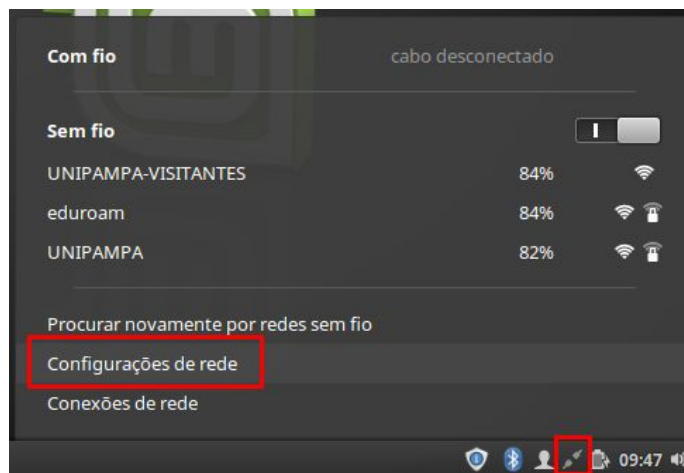 Com fio cabo desconectado
Sem fio
UNIPAMPA-VISITANTES 84%
eduroam 84%
UNIPAMPA 82%
Procurar novamente por redes sem fio
Configurações de rede
Conexões de rede
09:47